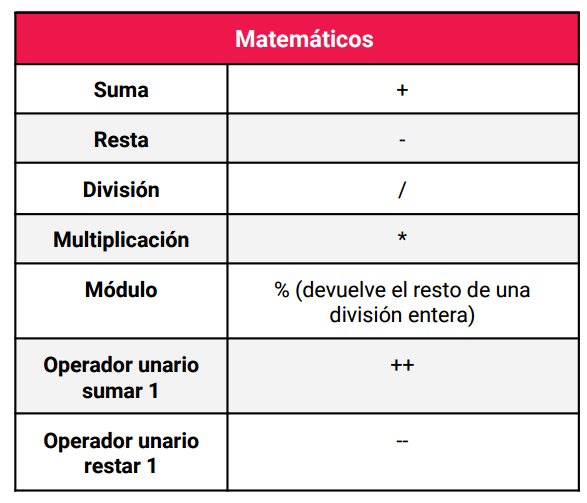 Matemáticos
Suma +
Resta -
División /
Multiplicación *
Módulo % (devuelve el resto de una
división entera)
Operador unario ++
sumar 1
Operador unario --
restar 1